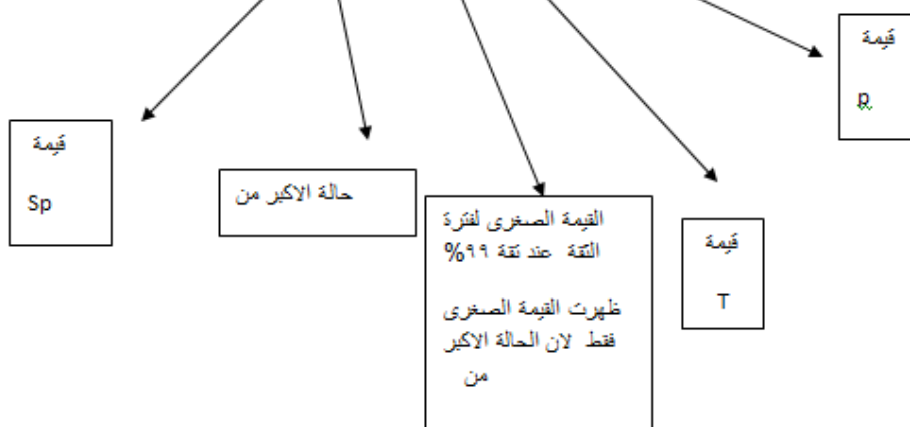 قيمة
p
قيمة
T
القيمة الصغرى لفترة
الثقة عند ثقة ٩٩%
ظهرت القيمة الصغرى
فقط لان الحالة الاكبر
من
حالة الاكبر من
قيمة
Sp